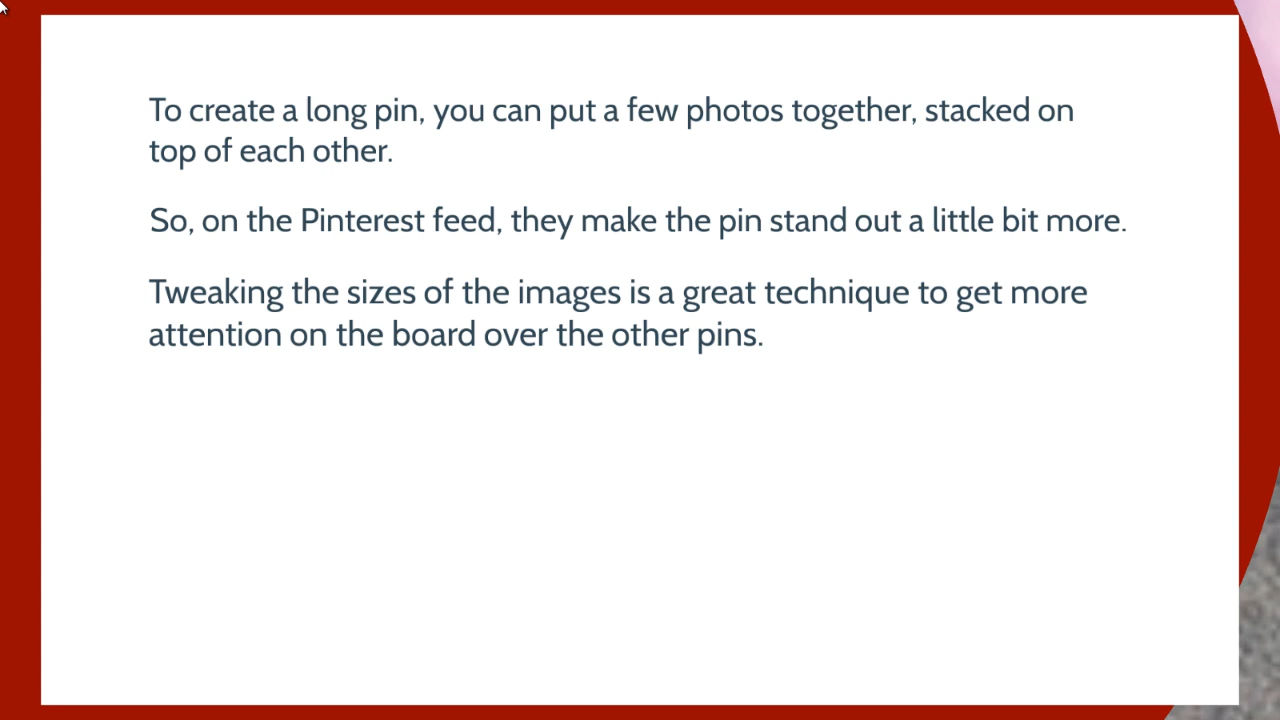 To create a long pin, you can put a few photos together, stacked on
top of each other.
So, on the Pinterest feed, they make the pin stand out a little bit more.
Tweaking the sizes of the images is a great technique to get more
attention on the board over the other pins.